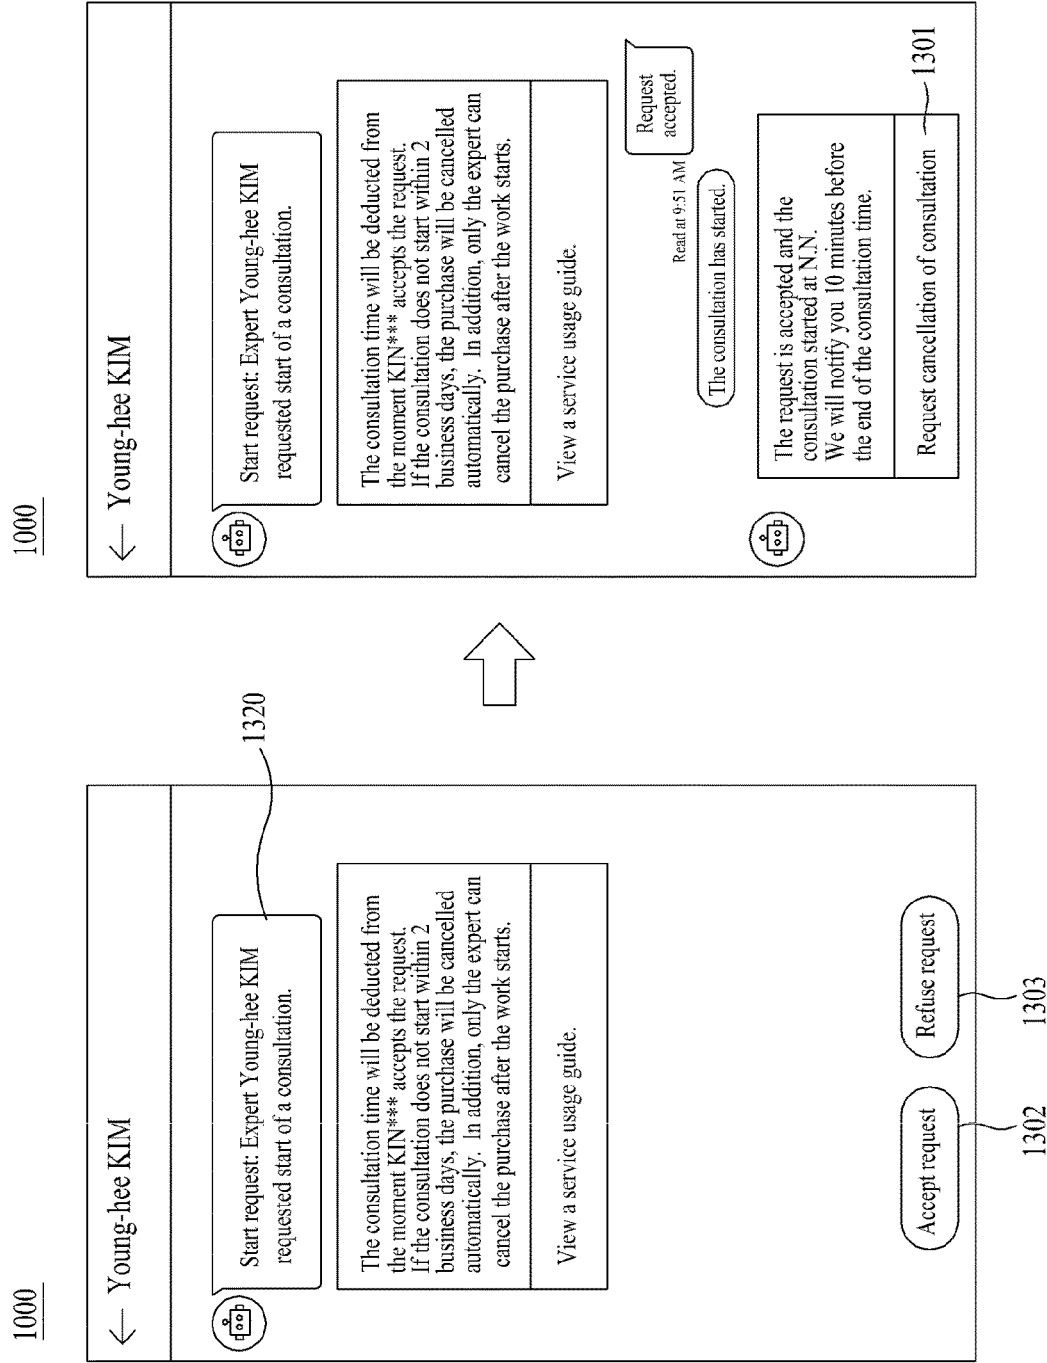 1000
← Young-hee KIM
Start request: Expert Young-hee KIM
requested start of a consultation.
1320
The consultation time will be deducted from
the moment KIN*** accepts the request.
If the consultation does not start within 2
business days, the purchase will be cancelled
automatically. In addition, only the expert can
cancel the purchase after the work starts.
View a service usage guide.
Accept request
Refuse request
1302
1303
1000
← Young-hee KIM
Start request: Expert Young-hee KIM
requested start of a consultation.
The consultation time will be deducted from
the moment KIN*** accepts the request.
If the consultation does not start within 2
business days, the purchase will be cancelled
automatically. In addition, only the expert can
cancel the purchase after the work starts.
View a service usage guide.
Request
accepted.
Read at 9:51 AM
The consultation has started.
The request is accepted and the
consultation started at N.N.
We will notify you 10 minutes before
the end of the consultation time.
Request cancellation of consultation
1301